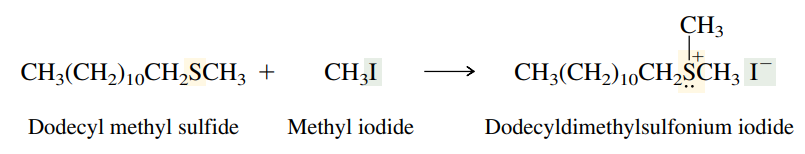 CH₃
CH₃(CH₂)₁₀CH₂SCH₃ + CH₃I ⟶ CH₃(CH₂)₁₀CH₂S̤⁺CH₃ I⁻
Dodecyl methyl sulfide Methyl iodide Dodecyldimethylsulfonium iodide